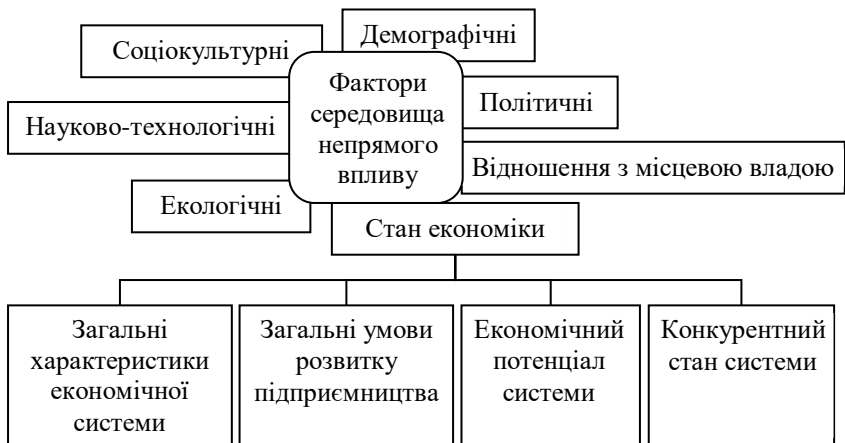 Соціокультурні
Демографічні
Фактори
середовища
непрямого
впливу
Політичні
Науково-технологічні
Відношення з місцевою владою
Екологічні
Стан економіки
Загальні
характеристики
економічної
системи
Загальні умови
розвитку
підприємництва
Економічний
потенціал
системи
Конкурентний
стан системи